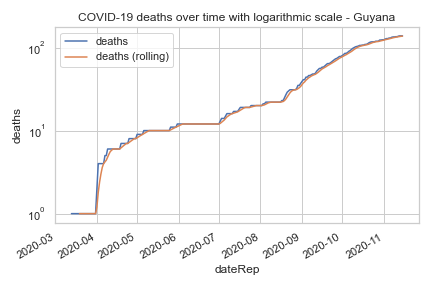 COVID-19 deaths over time with logarithmic scale - Guyana
deaths
deaths (rolling)
10²
10¹
10⁰
deaths
2020-03
2020-04
2020-05
2020-06
2020-07
2020-08
2020-09
2020-10
2020-11
dateRep